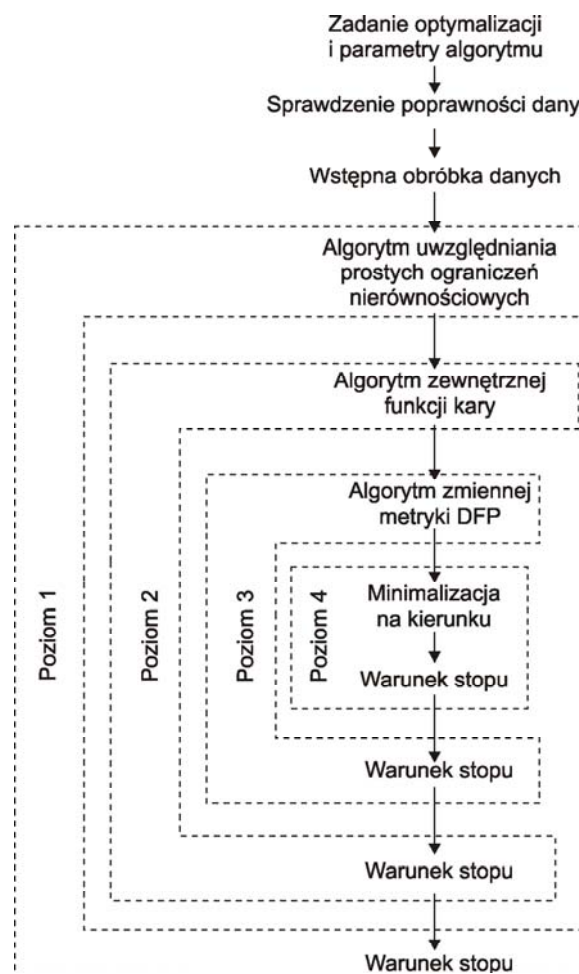 Zadanie optymalizacji
i parametry algorytmu
Sprawdzenie poprawności dany
Wstępna obróbka danych
Algorytm uwzględniania
prostych ograniczeń
nierównościowych
Algorytm zewnętrznej
funkcji kary
Algorytm zmiennej
metryki DFP
Poziom 1
Poziom 2
Poziom 3
Poziom 4
Minimalizacja
na kierunku
Warunek stopu
Warunek stopu
Warunek stopu
Warunek stopu